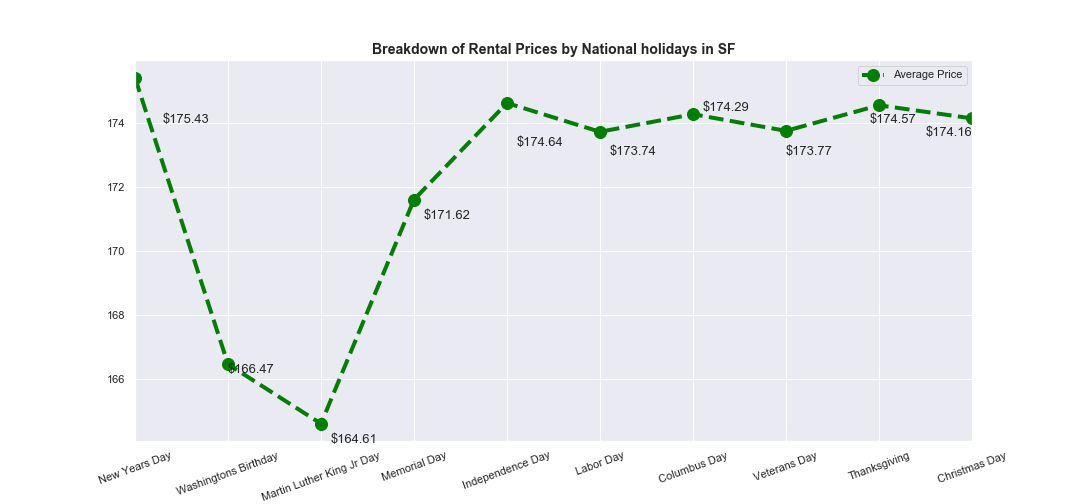 Breakdown of Rental Prices by National holidays in SF
Average Price
174
172
170
168
166
$175.43
$166.47
$164.61
$171.62
$174.64
$173.74
$174.29
$173.77
$174.57
$174.16
New Years Day
Washingtons Birthday
Martin Luther King Jr Day
Memorial Day
Independence Day
Labor Day
Columbus Day
Veterans Day
Thanksgiving
Christmas Day